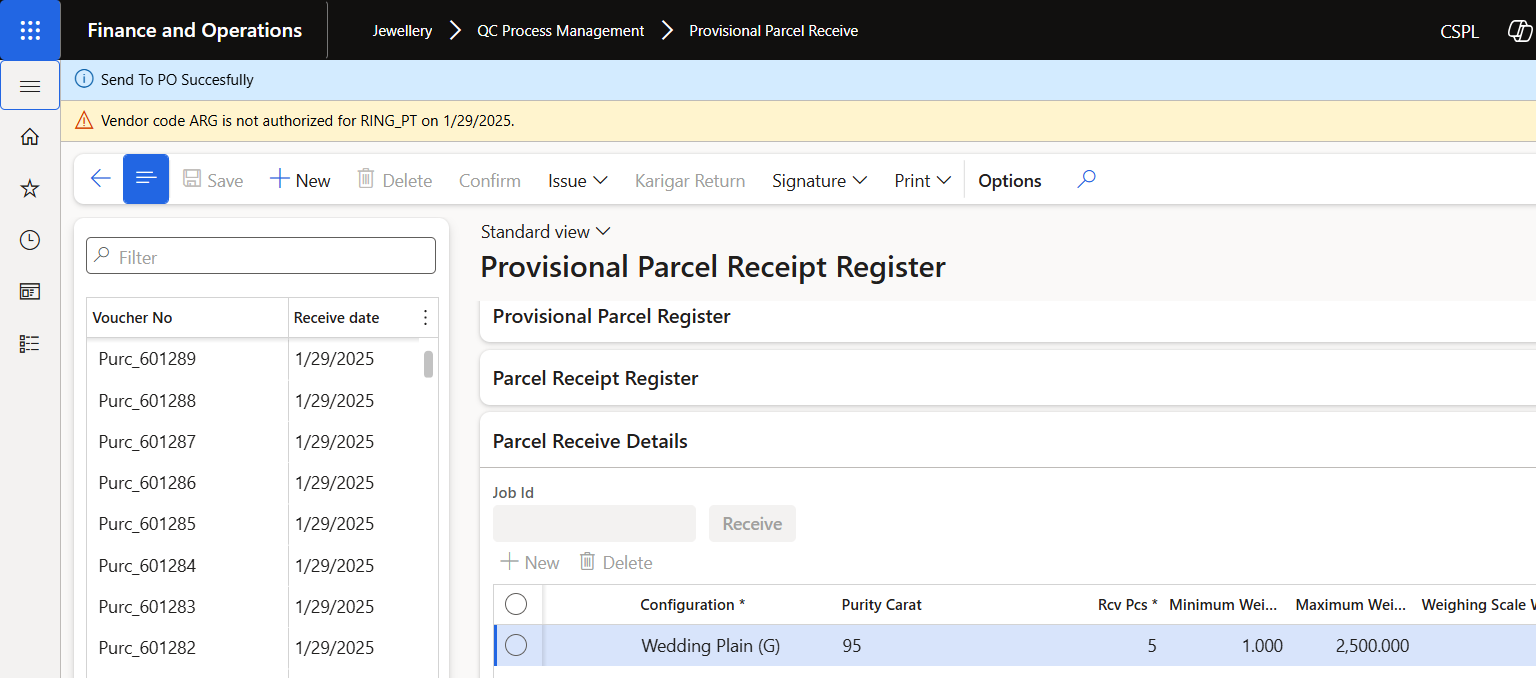 Finance and Operations
Jewellery > QC Process Management > Provisional Parcel Receive
CSPL
Send To PO Succesfully
Vendor code ARG is not authorized for RING_PT on 1/29/2025.
Save New Delete Confirm Issue Karigar Return Signature Print Options
Filter
Voucher No Receive date
Purc_601289 1/29/2025
Purc_601288 1/29/2025
Purc_601287 1/29/2025
Purc_601286 1/29/2025
Purc_601285 1/29/2025
Purc_601284 1/29/2025
Purc_601283 1/29/2025
Purc_601282 1/29/2025
Standard view
Provisional Parcel Receipt Register
Provisional Parcel Register
Parcel Receipt Register
Parcel Receive Details
Job Id
Receive
New Delete
Configuration * Purity Carat Rcv Pcs * Minimum Wei... Maximum Wei... Weighing Scale
Wedding Plain (G) 95 5 1.000 2,500.000